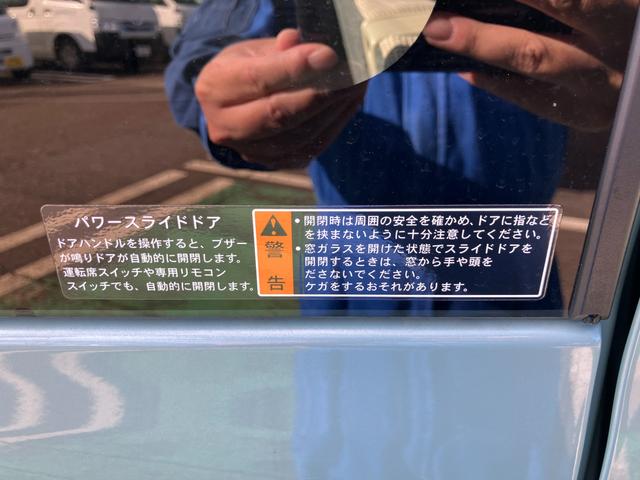 パワースライドドア
ドアハンドルを操作すると、ブザー
が鳴りドアが自動的に開閉します。
運転席スイッチや専用リモコン
スイッチでも、自動的に開閉します。
警告
・開閉時は周囲の安全を確かめ、ドアに指など
を挟まないように十分注意してください。
・窓ガラスを開けた状態でスライドドアを
開閉するときは、窓から手や頭を
ださないでください。
ケガをするおそれがあります。